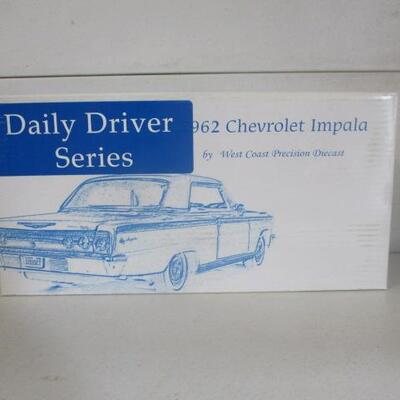 Daily Driver
Series
962 Chevrolet Impala
by West Coast Precision Diecast